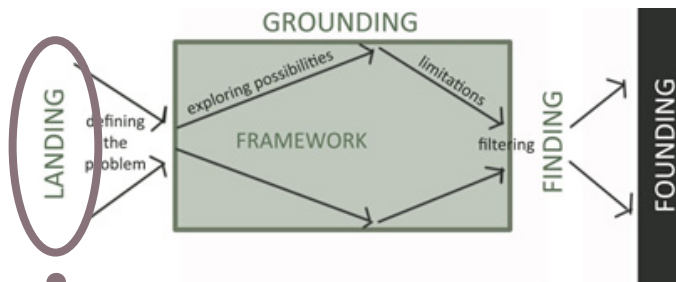 GROUNDING
LANDING
defining
the
problem
exploring possibilities
limitations
FRAMEWORK
filtering
FINDING
FOUNDING